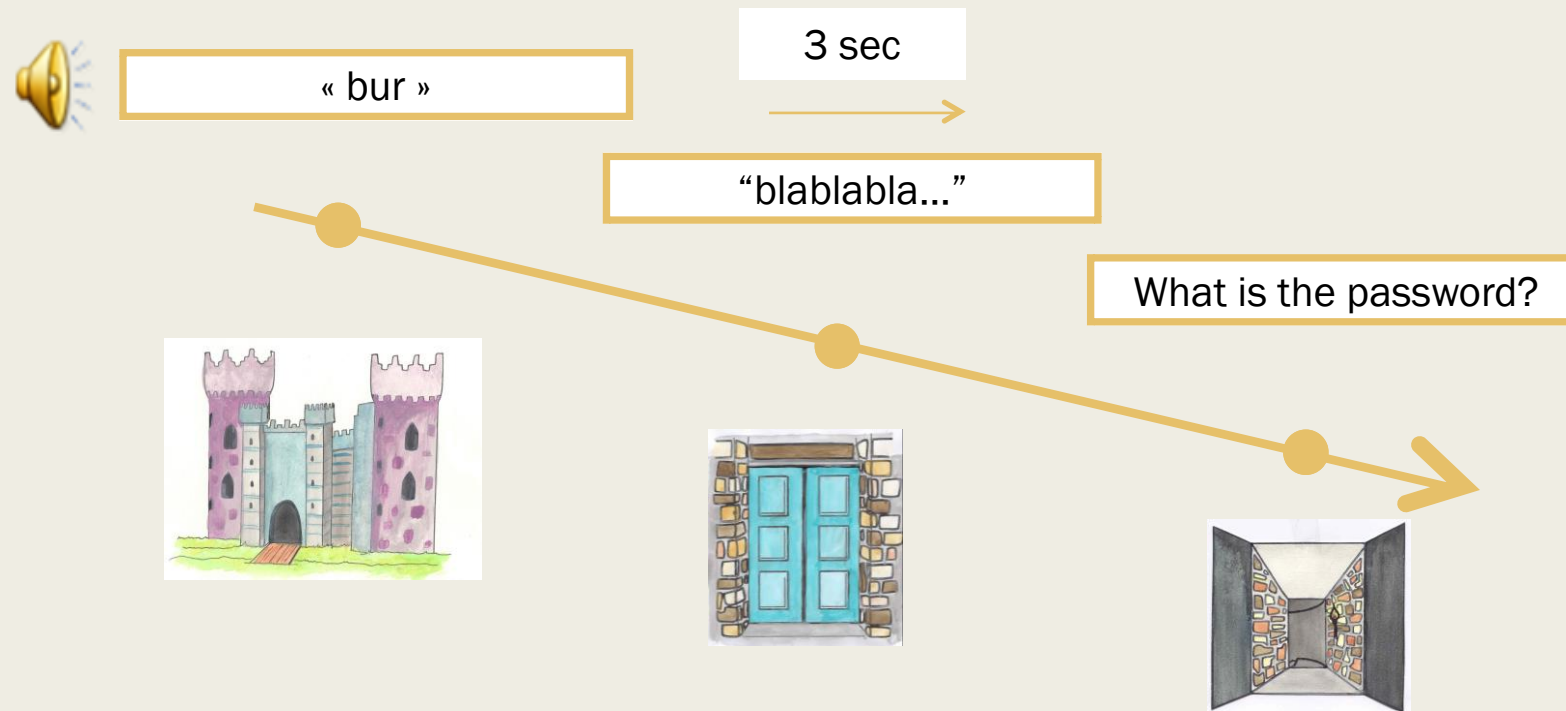 3 sec
« bur »
“blablabla...”
What is the password?